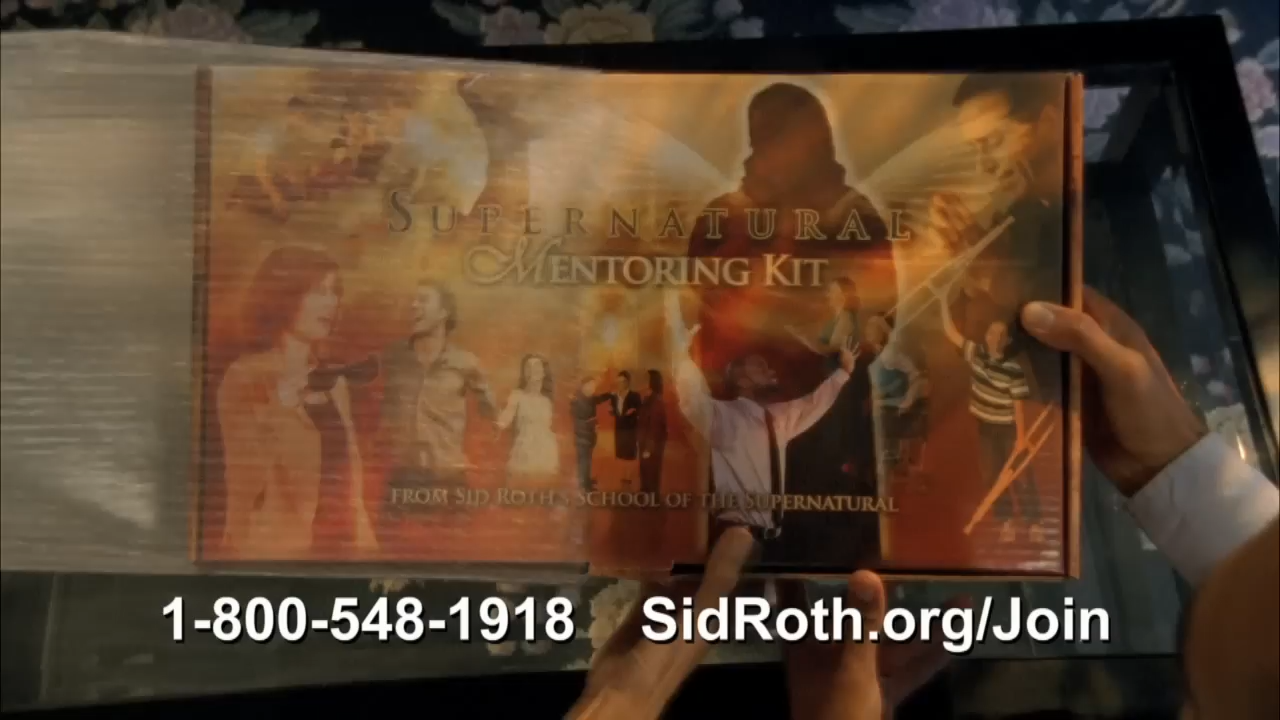 SUPERNATURAL
MENTORING KIT
FROM SID ROTH'S SCHOOL OF THE SUPERNATURAL
1-800-548-1918 SidRoth.org/Join